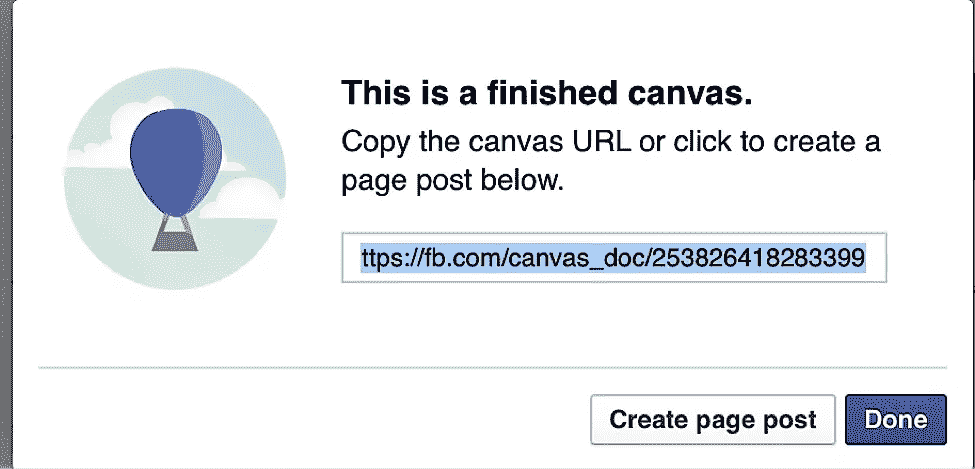 This is a finished canvas.
Copy the canvas URL or click to create a
page post below.
ttps://fb.com/canvas_doc/253826418283399
Create page post
Done